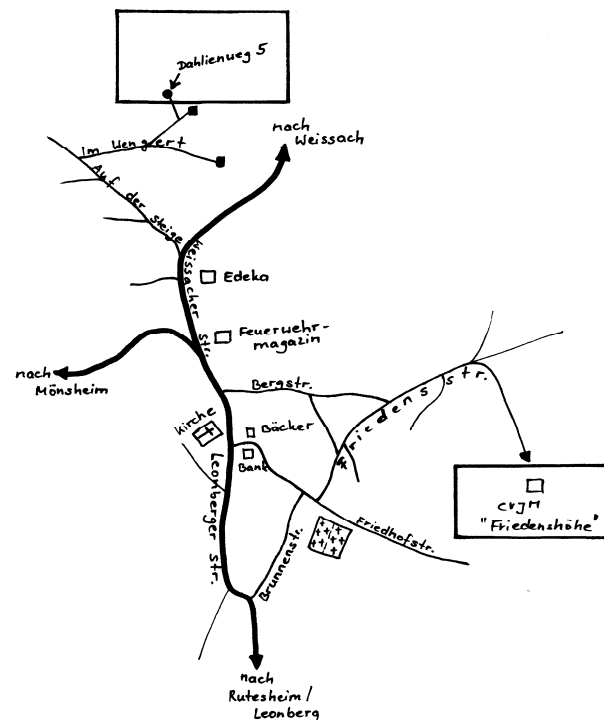 Dahlienweg 5
nach
Weissach
Im Wengert
Auf der Steige
Weissacher Str.
Edeka
Feuerwehr-
magazin
nach
Mönsheim
Bergstr.
Friedensstr.
Kirche
Bäcker
Bank
Leonberger Str.
CVJM
"Friedenshöhe"
Friedhofstr.
Brunnenstr.
nach
Rutesheim/
Leonberg